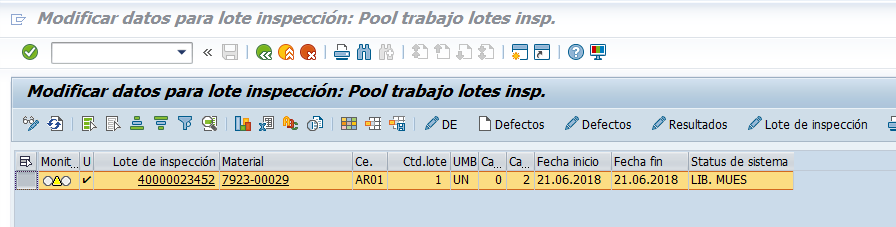 Modificar datos para lote inspección: Pool trabajo lotes insp.
Modificar datos para lote inspección: Pool trabajo lotes insp.
DE Defectos Defectos Resultados Lote de inspección
Monit... U Lote de inspección Material Ce. Ctd.lote UMB Ca... Ca... Fecha inicio Fecha fin Status de sistema
40000023452 7923-00029 AR01 1 UN 0 2 21.06.2018 21.06.2018 LIB. MUES